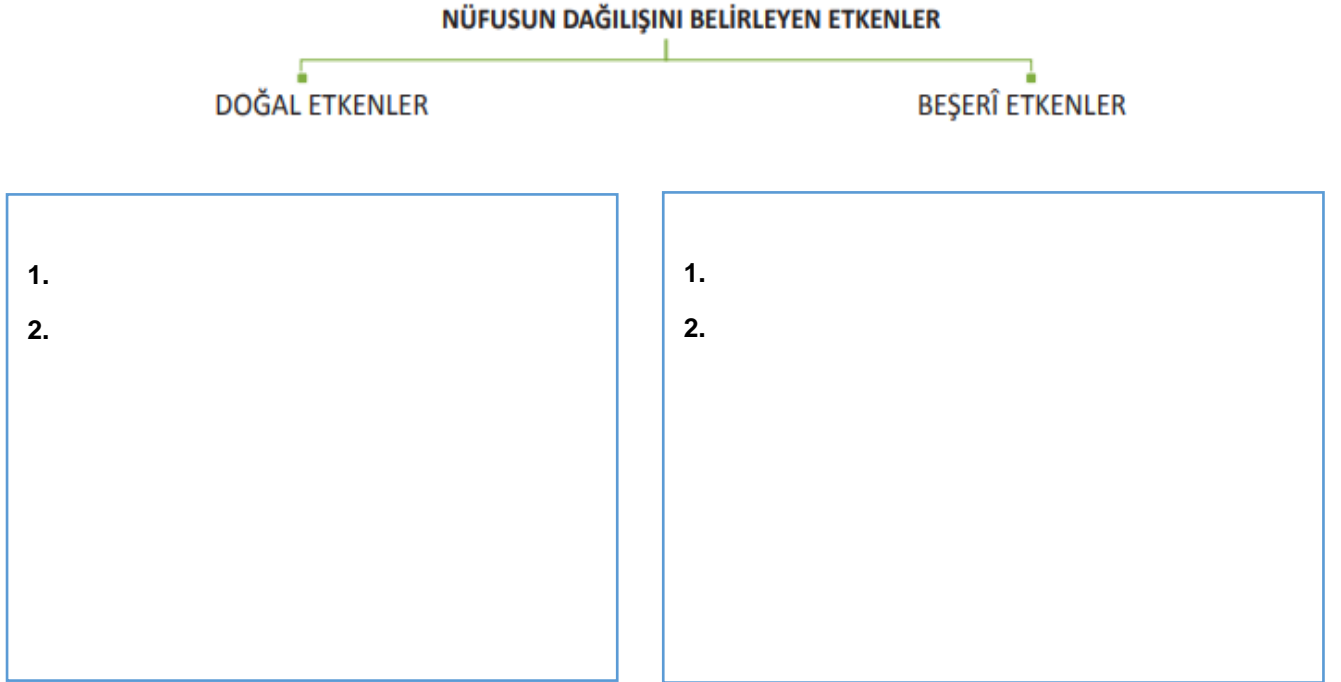 NÜFUSUN DAĞILIŞINI BELİRLEYEN ETKENLER
DOĞAL ETKENLER
BEŞERÎ ETKENLER
1.
2.
1.
2.